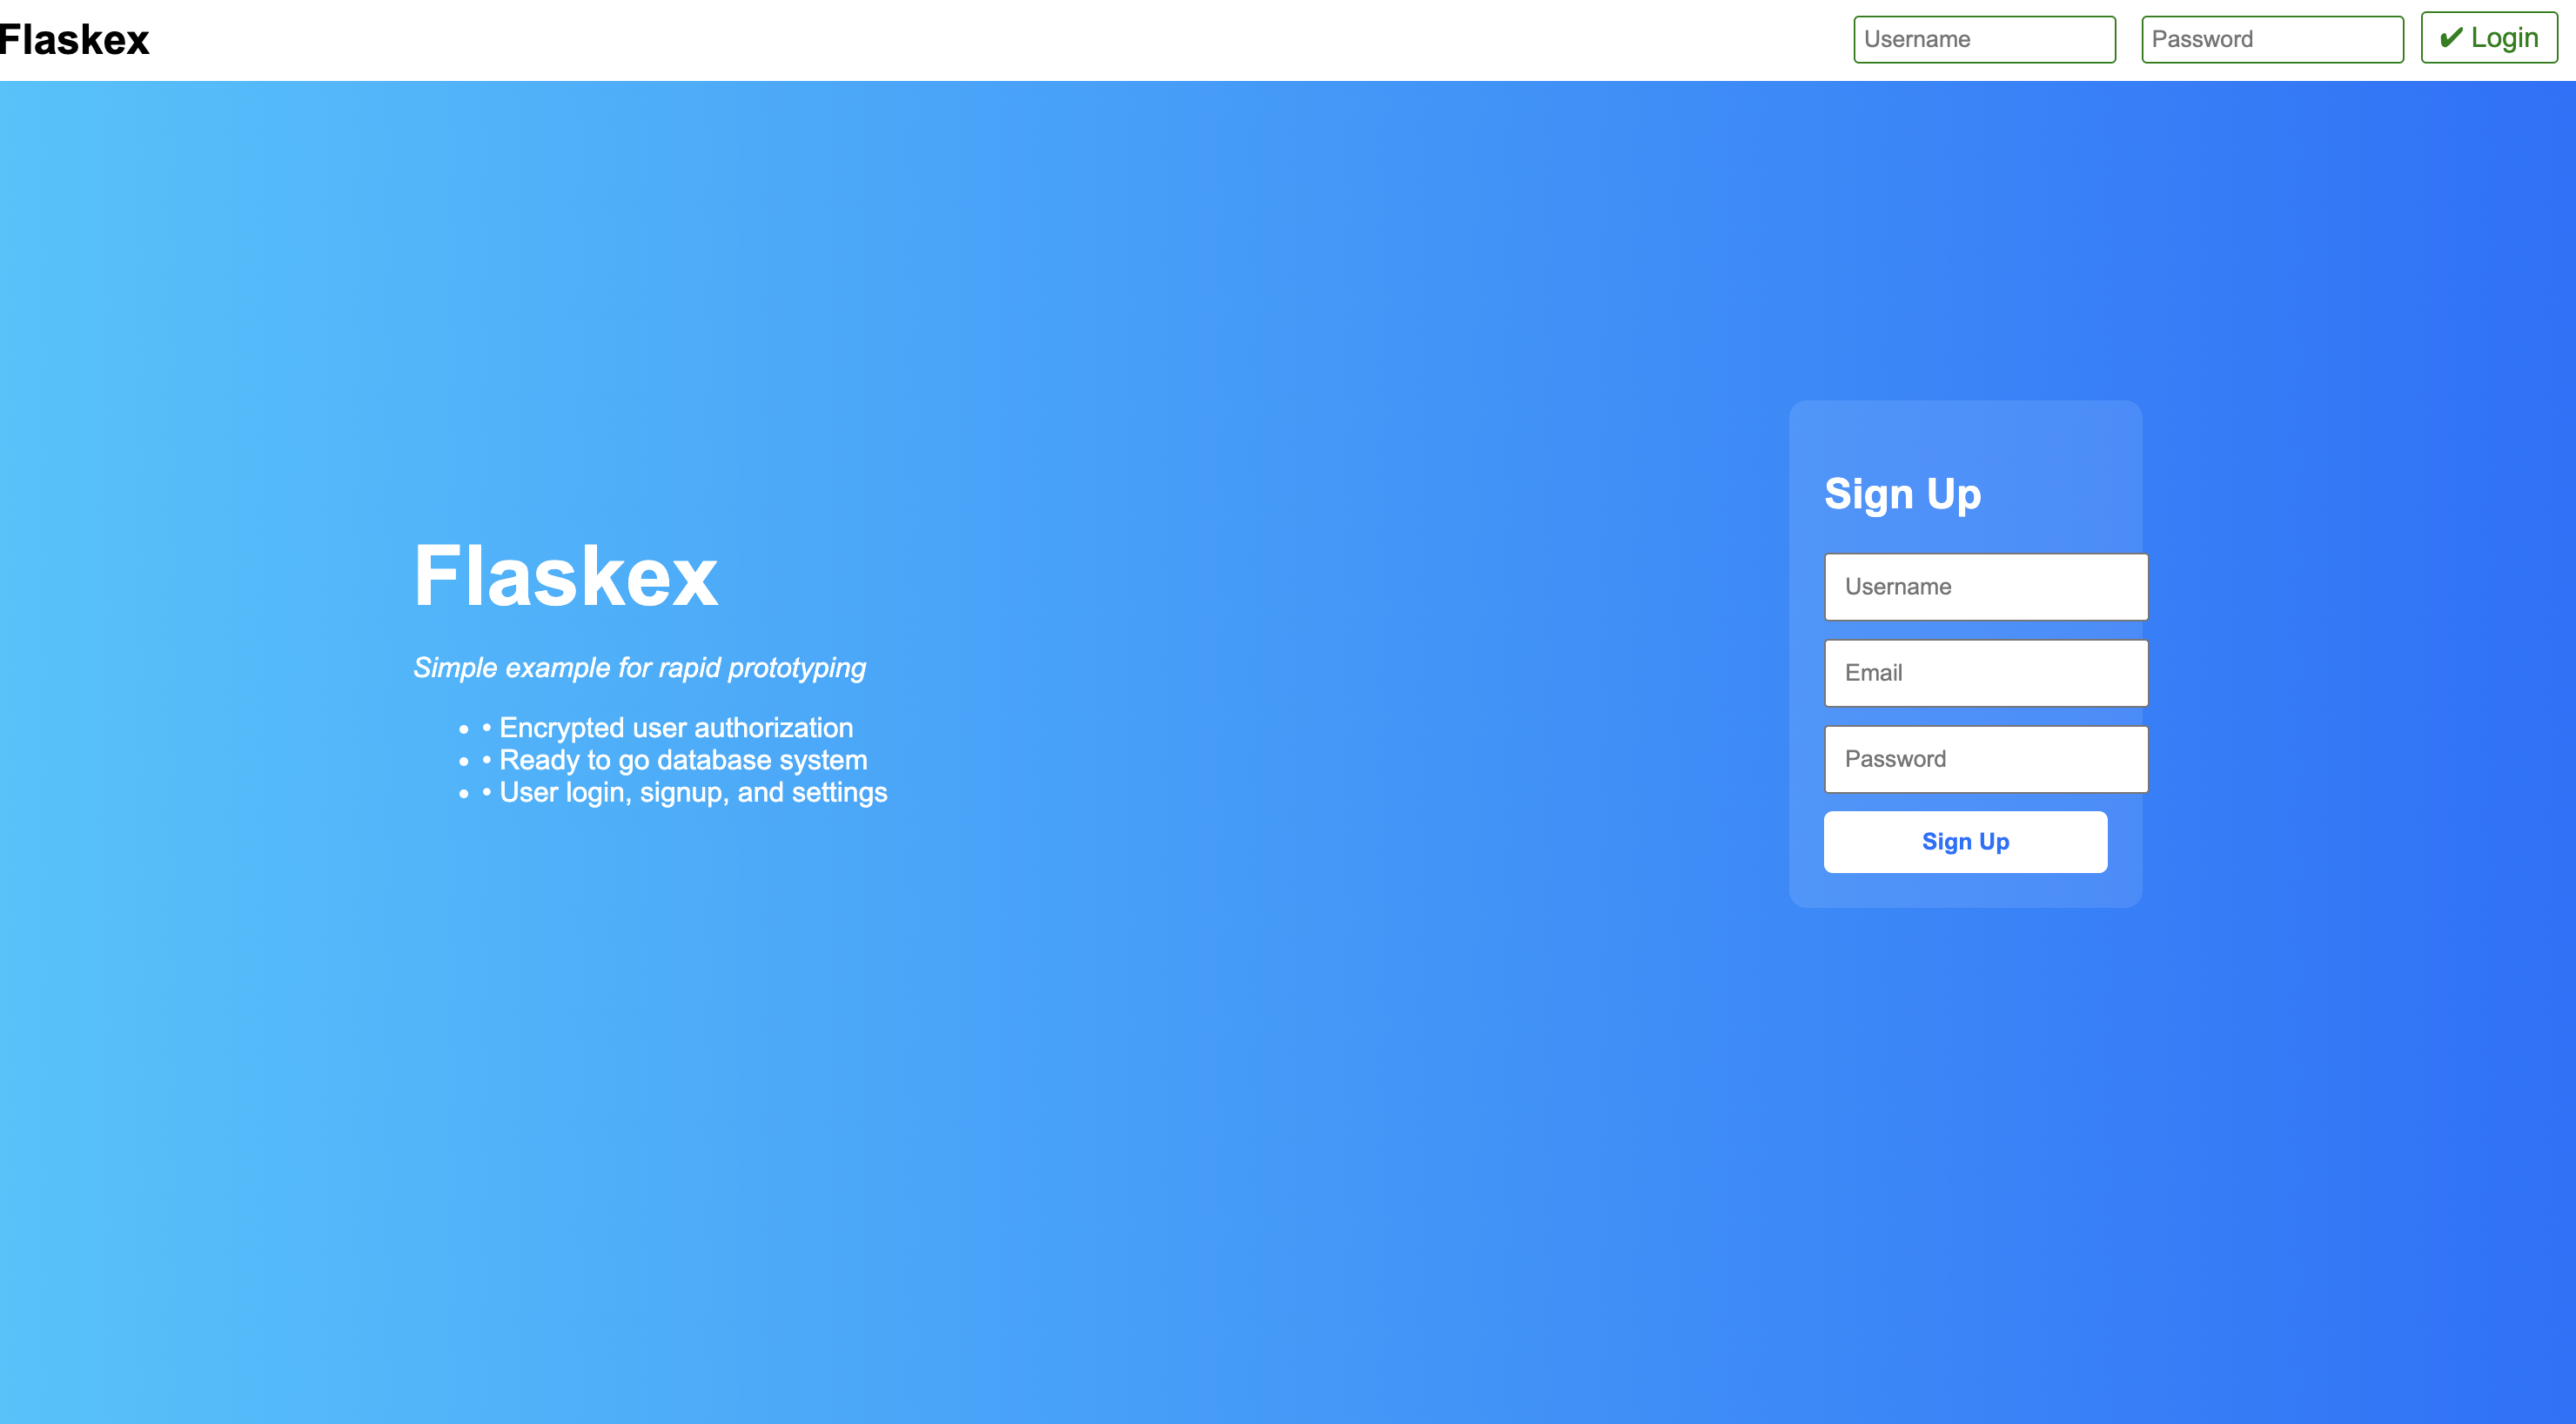 Flaskex
Username
Password
✔ Login
Flaskex
Simple example for rapid prototyping
• • Encrypted user authorization
• • Ready to go database system
• • User login, signup, and settings
Sign Up
Username
Email
Password
Sign Up